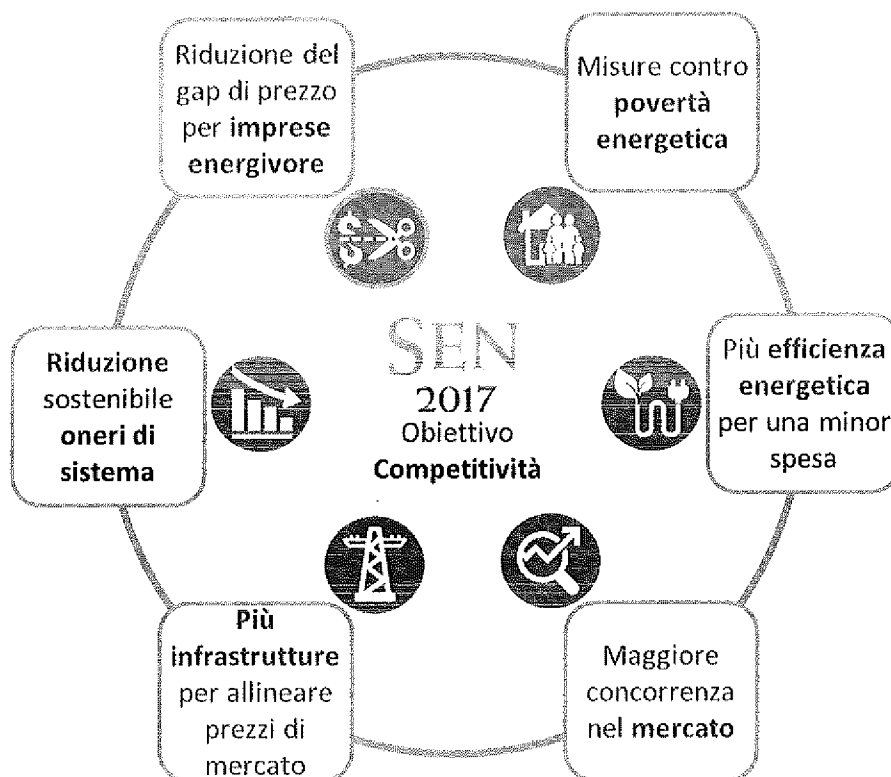 Riduzione del
gap di prezzo
per imprese
energivore
Misure contro
povertà
energetica
SEN
2017
Obiettivo
Competitività
Riduzione
sostenibile
oneri di
sistema
Più efficienza
energetica
per una minor
spesa
Più
infrastrutture
per allineare
prezzi di
mercato
Maggiore
concorrenza
nel mercato